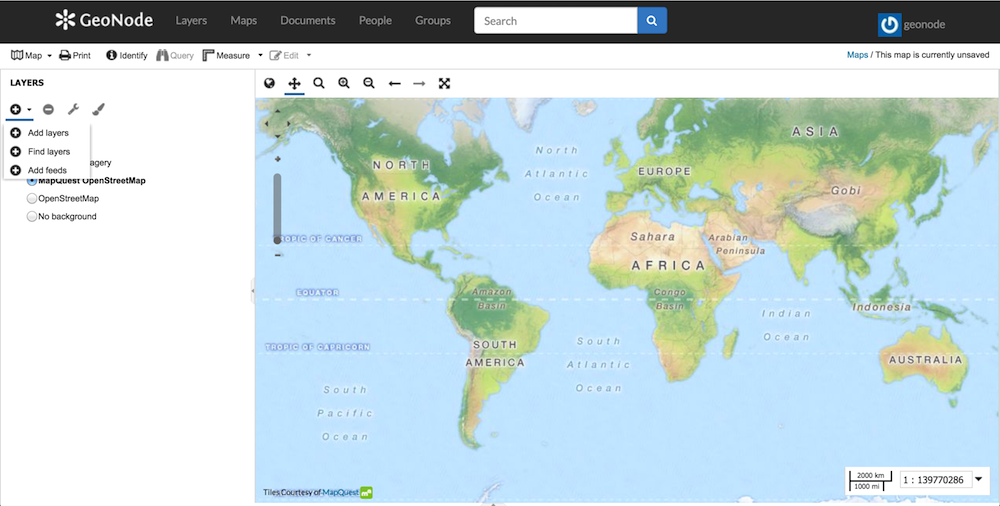 GeoNode Layers Maps Documents People Groups Search geonode
Map Print Identify Query Measure Edit Maps / This map is currently unsaved
LAYERS
Add layers
Find layers
agery
Add feeds
MapQuest OpenStreetMap
OpenStreetMap
No background
ASIA
North
Atlantic
Ocean
NORTH
AMERICA
EUROPE
Gobi
TROPIC OF CANCER
Sahara
Arabian
Peninsula
AFRICA
EQUATOR
Amazon
Basin
Congo
Basin
Indian
Ocean
Indonesia
TROPIC OF CAPRICORN
SOUTH
AMERICA
South
Atlantic
Ocean
AUSTRALIA
South
Pacific
Ocean
Tiles Courtesy of MapQuest
2000 km
1000 mi
1 : 139770286